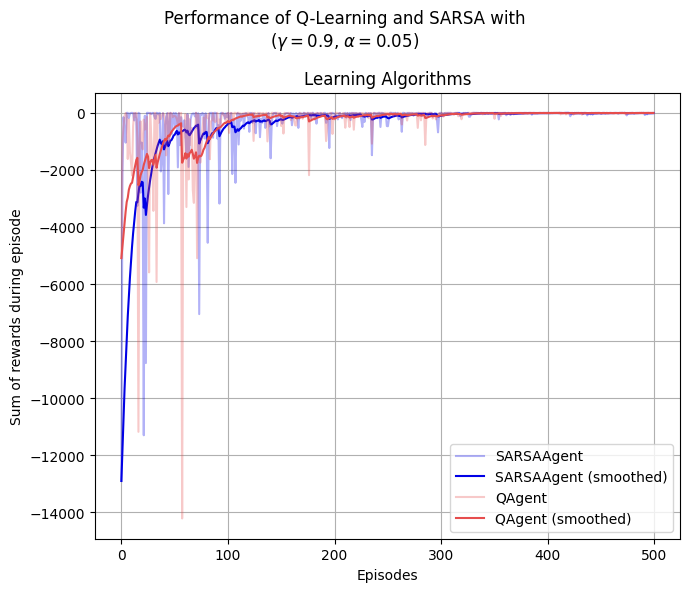 Performance of Q-Learning and SARSA with
(γ = 0.9, α = 0.05)
Learning Algorithms
Sum of rewards during episode
0
−2000
−4000
−6000
−8000
−10000
−12000
−14000
SARSAAgent
SARSAAgent (smoothed)
QAgent
QAgent (smoothed)
0 100 200 300 400 500
Episodes